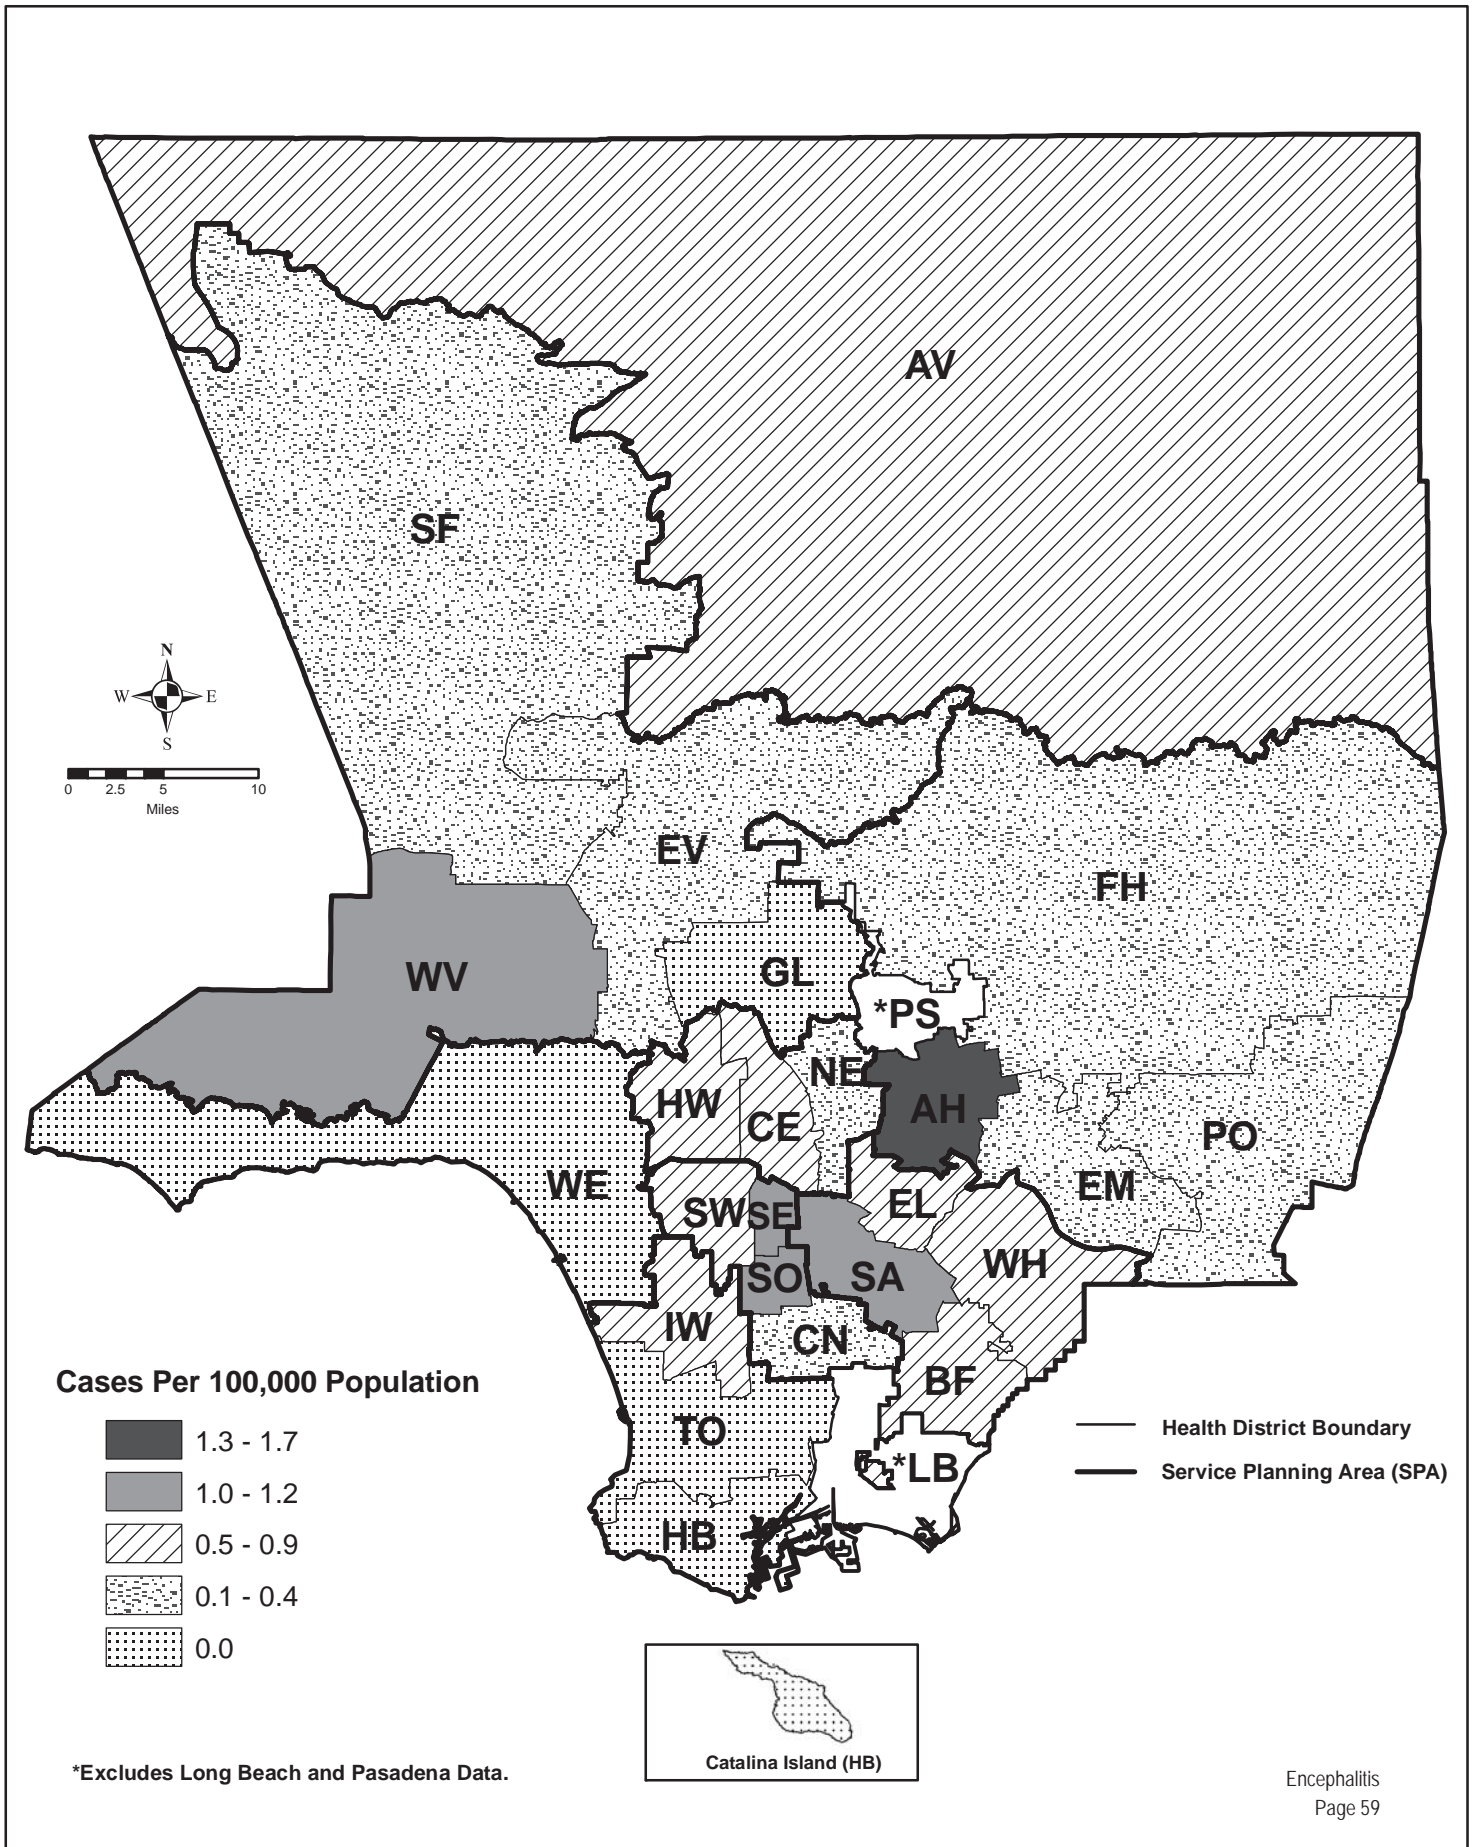 AV
SF
N
W E
S
0 2.5 5 10
Miles
EV
FH
WV
GL
*PS
NE
HW
AH
CE
PO
WE
EM
SW
SE
EL
WH
SO
SA
IW
CN
BF
TO
*LB
HB
Cases Per 100,000 Population
1.3 - 1.7
1.0 - 1.2
0.5 - 0.9
0.1 - 0.4
0.0
Health District Boundary
Service Planning Area (SPA)
Catalina Island (HB)
*Excludes Long Beach and Pasadena Data.
Encephalitis
Page 59